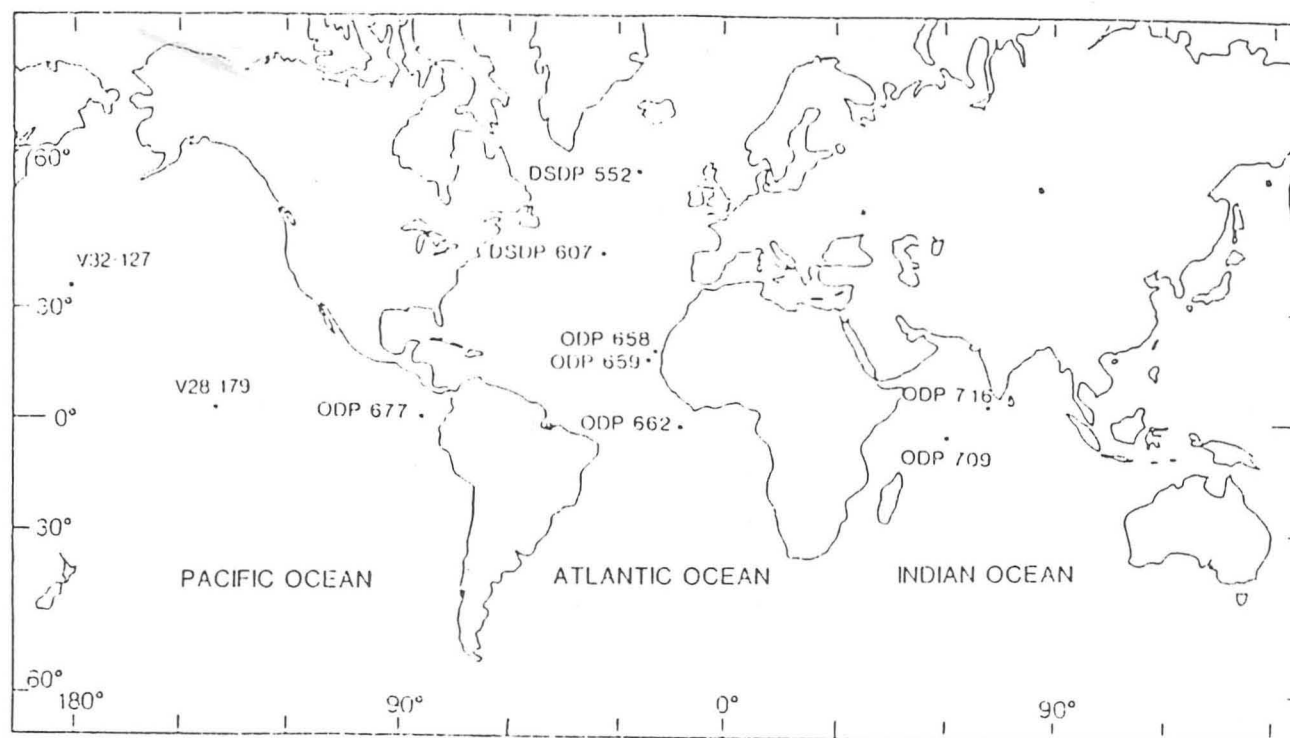 60°
DSDP 552
V32-127
DSDP 607
30°
ODP 658
ODP 659
V28 179
ODP 677
ODP 662
ODP 716
0°
ODP 709
30°
PACIFIC OCEAN
ATLANTIC OCEAN
INDIAN OCEAN
60°
180°
90°
0°
90°